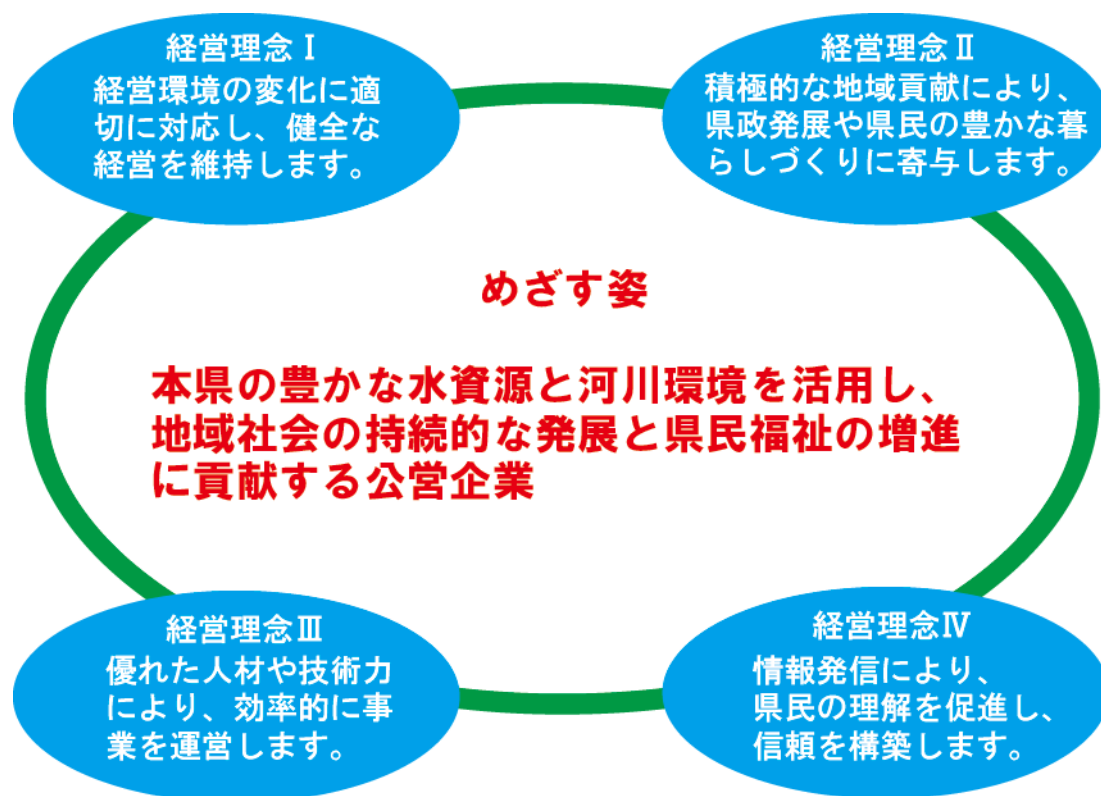 経営理念Ⅰ
経営環境の変化に適
切に対応し、健全な
経営を維持します。
経営理念Ⅱ
積極的な地域貢献により、
県政発展や県民の豊かな暮
らしづくりに寄与します。
めざす姿
本県の豊かな水資源と河川環境を活用し、
地域社会の持続的な発展と県民福祉の増進
に貢献する公営企業
経営理念Ⅲ
優れた人材や技術力
により、効率的に事
業を運営します。
経営理念Ⅳ
情報発信により、
県民の理解を促進し、
信頼を構築します。